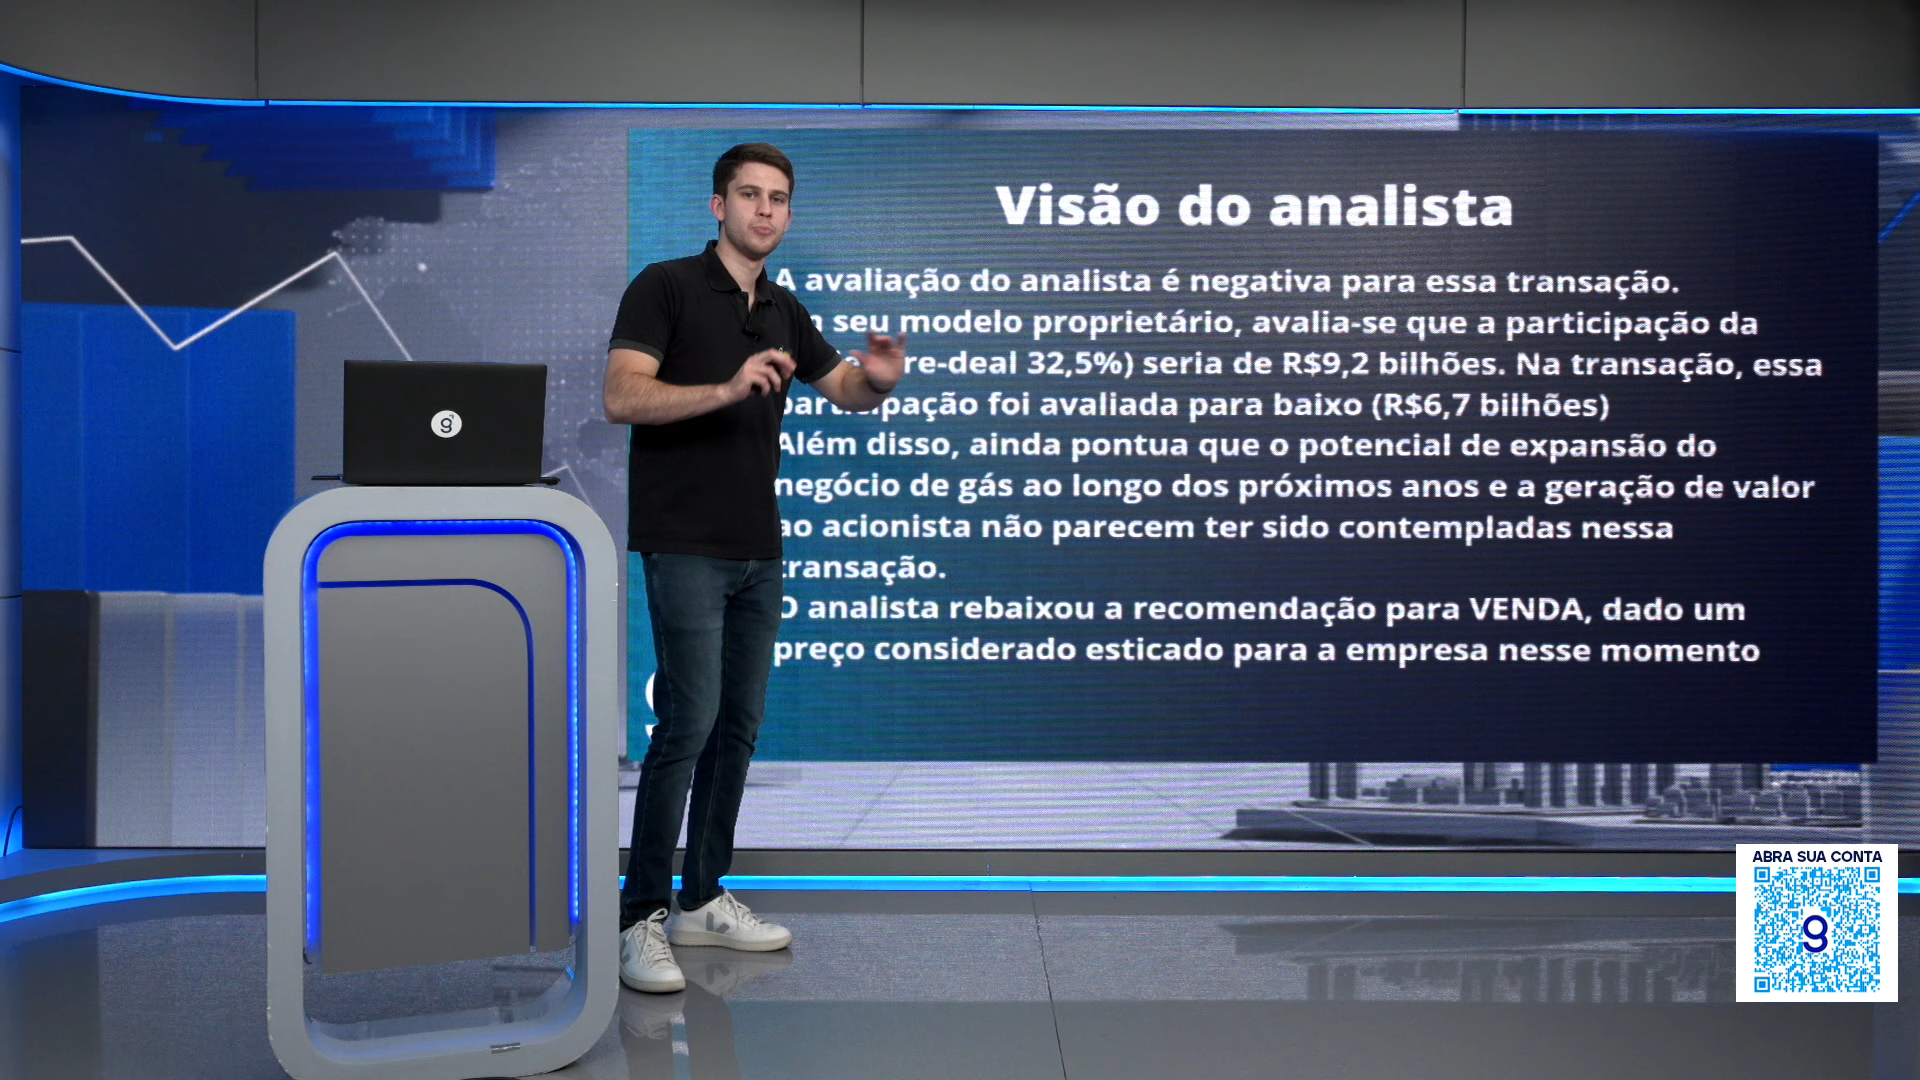 Visão do analista
A avaliação do analista é negativa para essa transação.
seu modelo proprietário, avalia-se que a participação da
re-deal 32,5%) seria de R$9,2 bilhões. Na transação, essa
participação foi avaliada para baixo (R$6,7 bilhões)
Além disso, ainda pontua que o potencial de expansão do
negócio de gás ao longo dos próximos anos e a geração de valor
ao acionista não parecem ter sido contempladas nessa
transação.
O analista rebaixou a recomendação para VENDA, dado um
preço considerado esticado para a empresa nesse momento
g
ABRA SUA CONTA
g